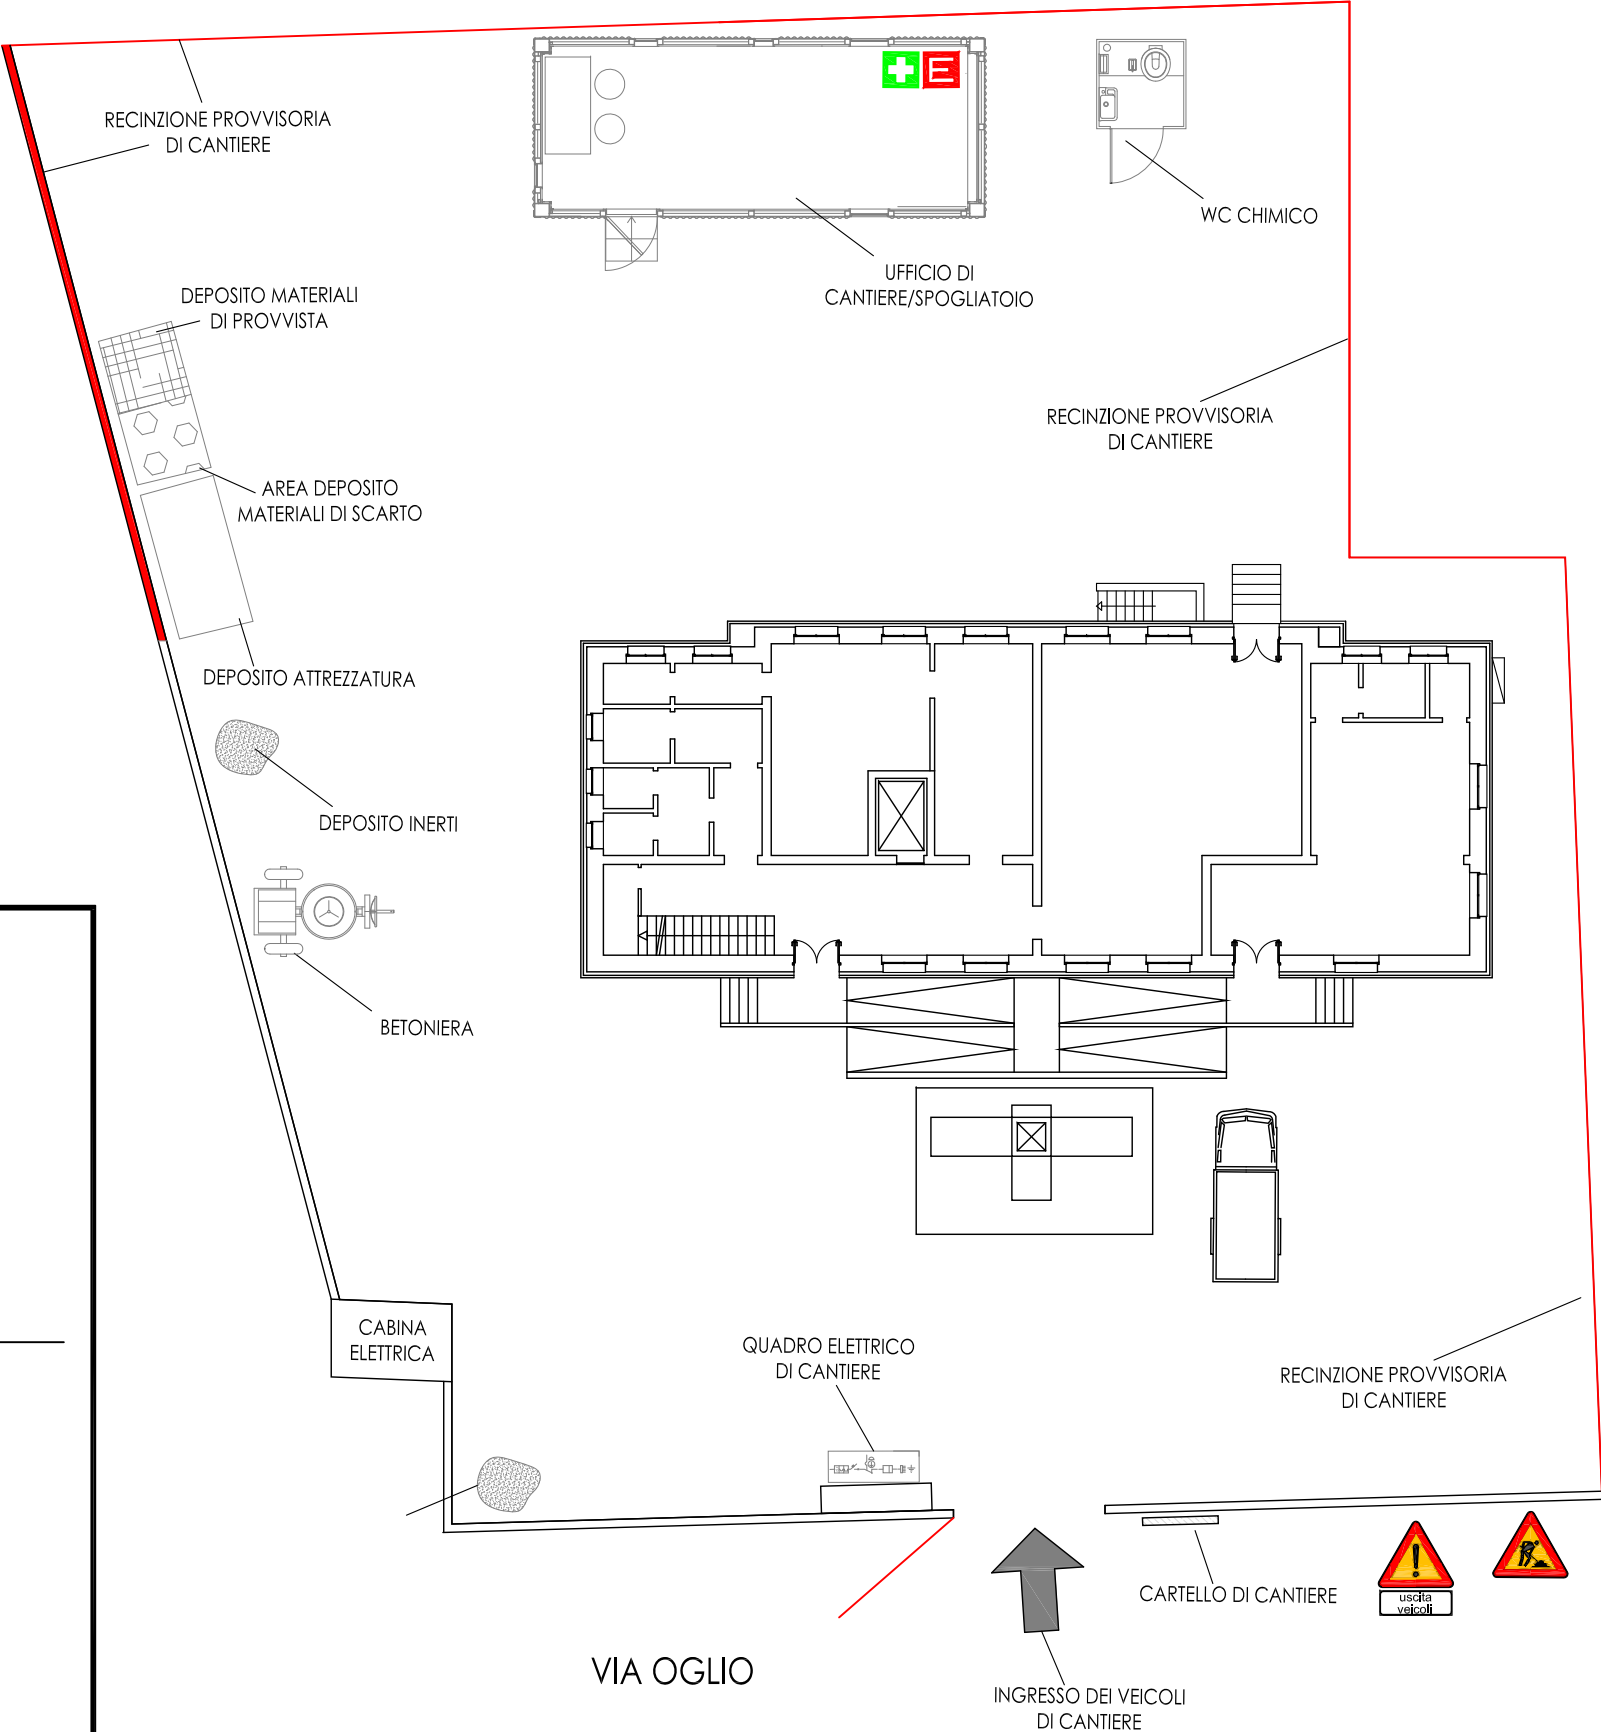 RECINZIONE PROVVISORIA
DI CANTIERE
E
WC CHIMICO
UFFICIO DI
CANTIERE/SPOGLIATOIO
DEPOSITO MATERIALI
DI PROVVISTA
RECINZIONE PROVVISORIA
DI CANTIERE
AREA DEPOSITO
MATERIALI DI SCARTO
DEPOSITO ATTREZZATURA
DEPOSITO INERTI
BETONIERA
CABINA
ELETTRICA
QUADRO ELETTRICO
DI CANTIERE
RECINZIONE PROVVISORIA
DI CANTIERE
CARTELLO DI CANTIERE
uscita
veicoli
VIA OGLIO
INGRESSO DEI VEICOLI
DI CANTIERE